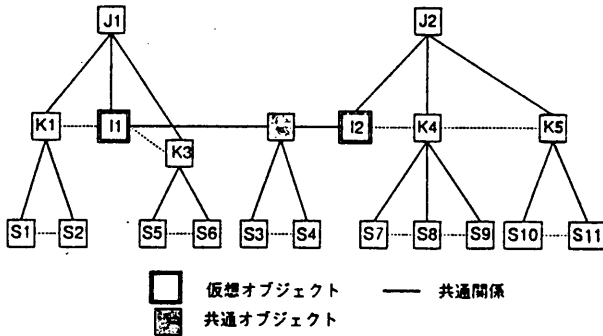 J1 J2
K1 I1 I2 K4 K5
K3
S1 S2 S5 S6 S3 S4 S7 S8 S9 S10 S11
仮想オブジェクト 共通関係
共通オブジェクト